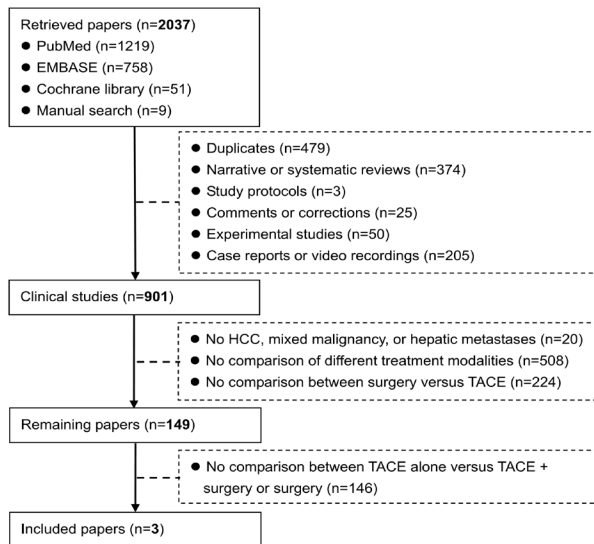 Retrieved papers (n=2037)
● PubMed (n=1219)
● EMBASE (n=758)
● Cochrane library (n=51)
● Manual search (n=9)
● Duplicates (n=479)
● Narrative or systematic reviews (n=374)
● Study protocols (n=3)
● Comments or corrections (n=25)
● Experimental studies (n=50)
● Case reports or video recordings (n=205)
Clinical studies (n=901)
● No HCC, mixed malignancy, or hepatic metastases (n=20)
● No comparison of different treatment modalities (n=508)
● No comparison between surgery versus TACE (n=224)
Remaining papers (n=149)
● No comparison between TACE alone versus TACE +
surgery or surgery (n=146)
Included papers (n=3)